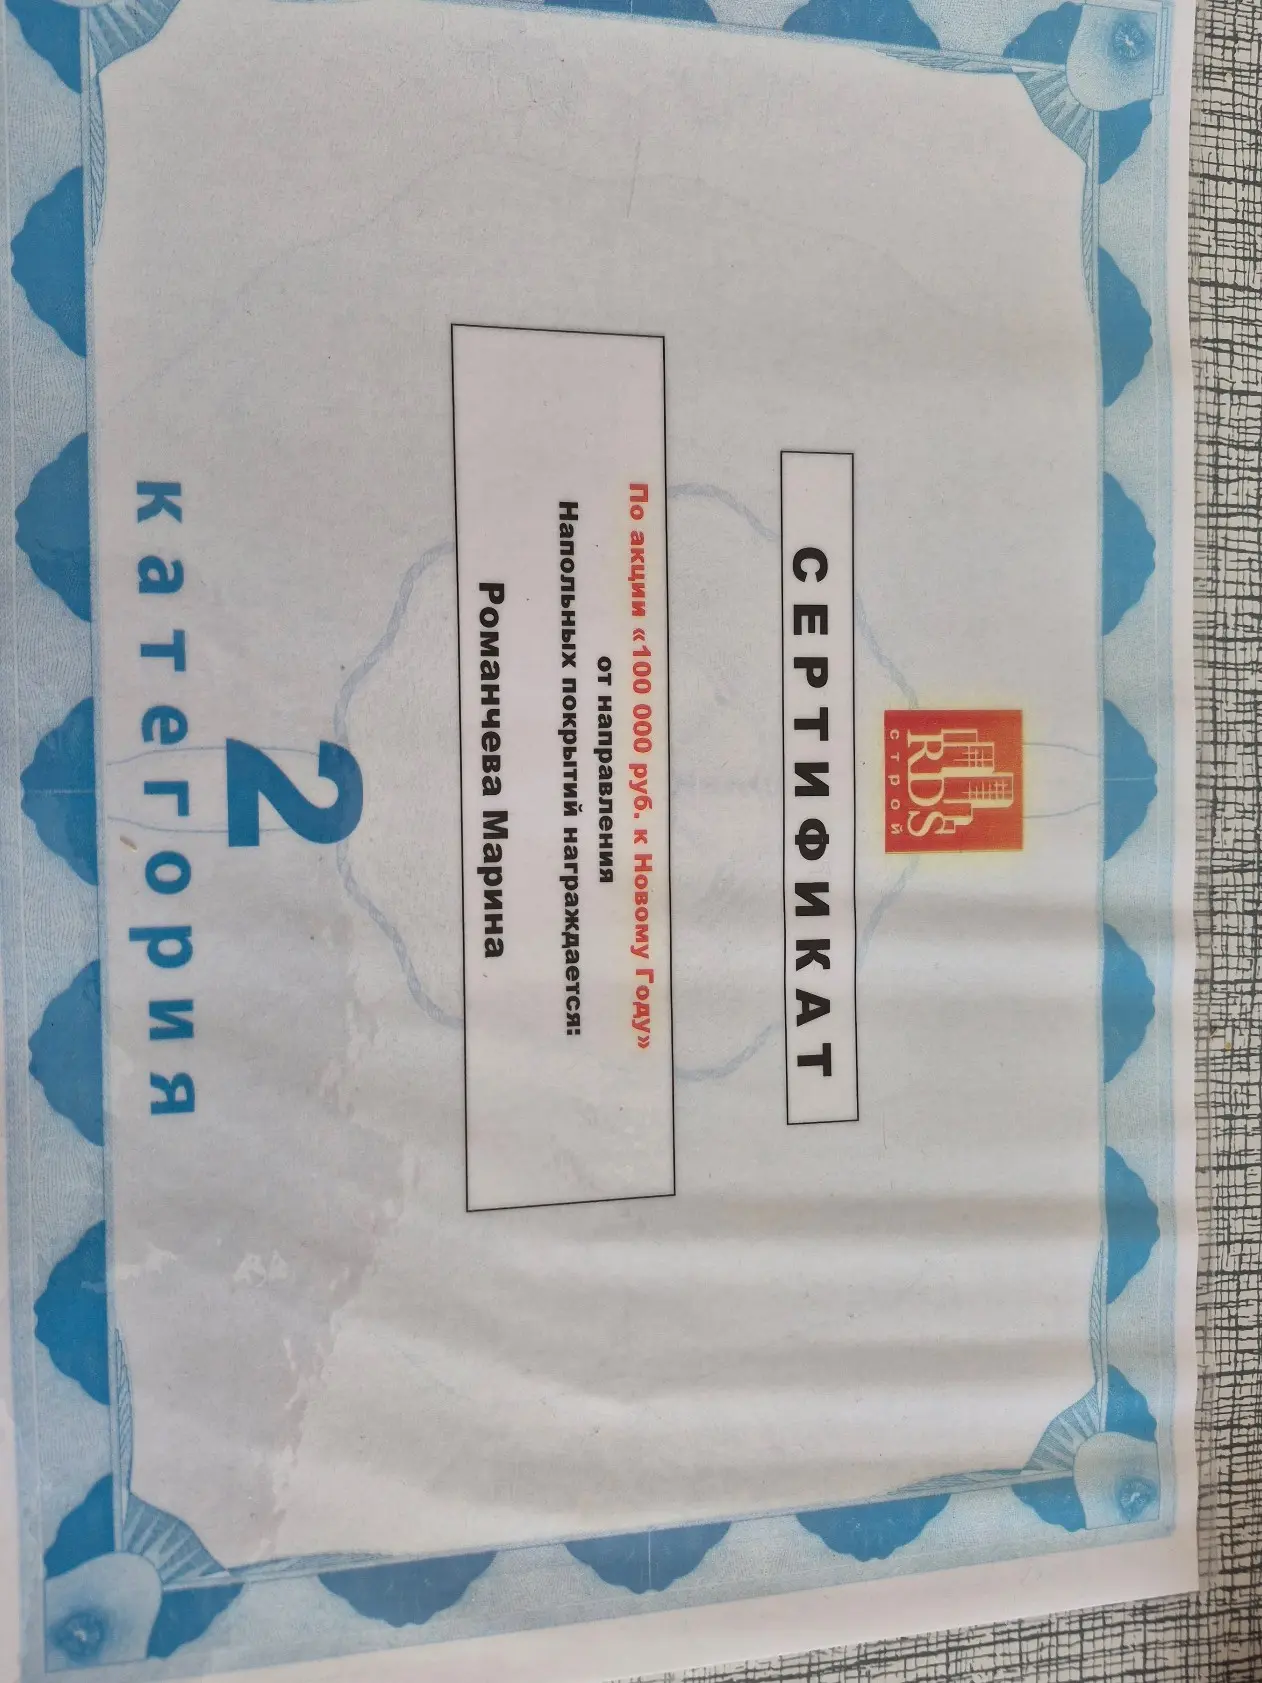 RDS
строй
СЕРТИФИКАТ
По акции «100 000 руб. к Новому Году»
от направления
Напольных покрытий награждается:
Романчева Марина
2
категория